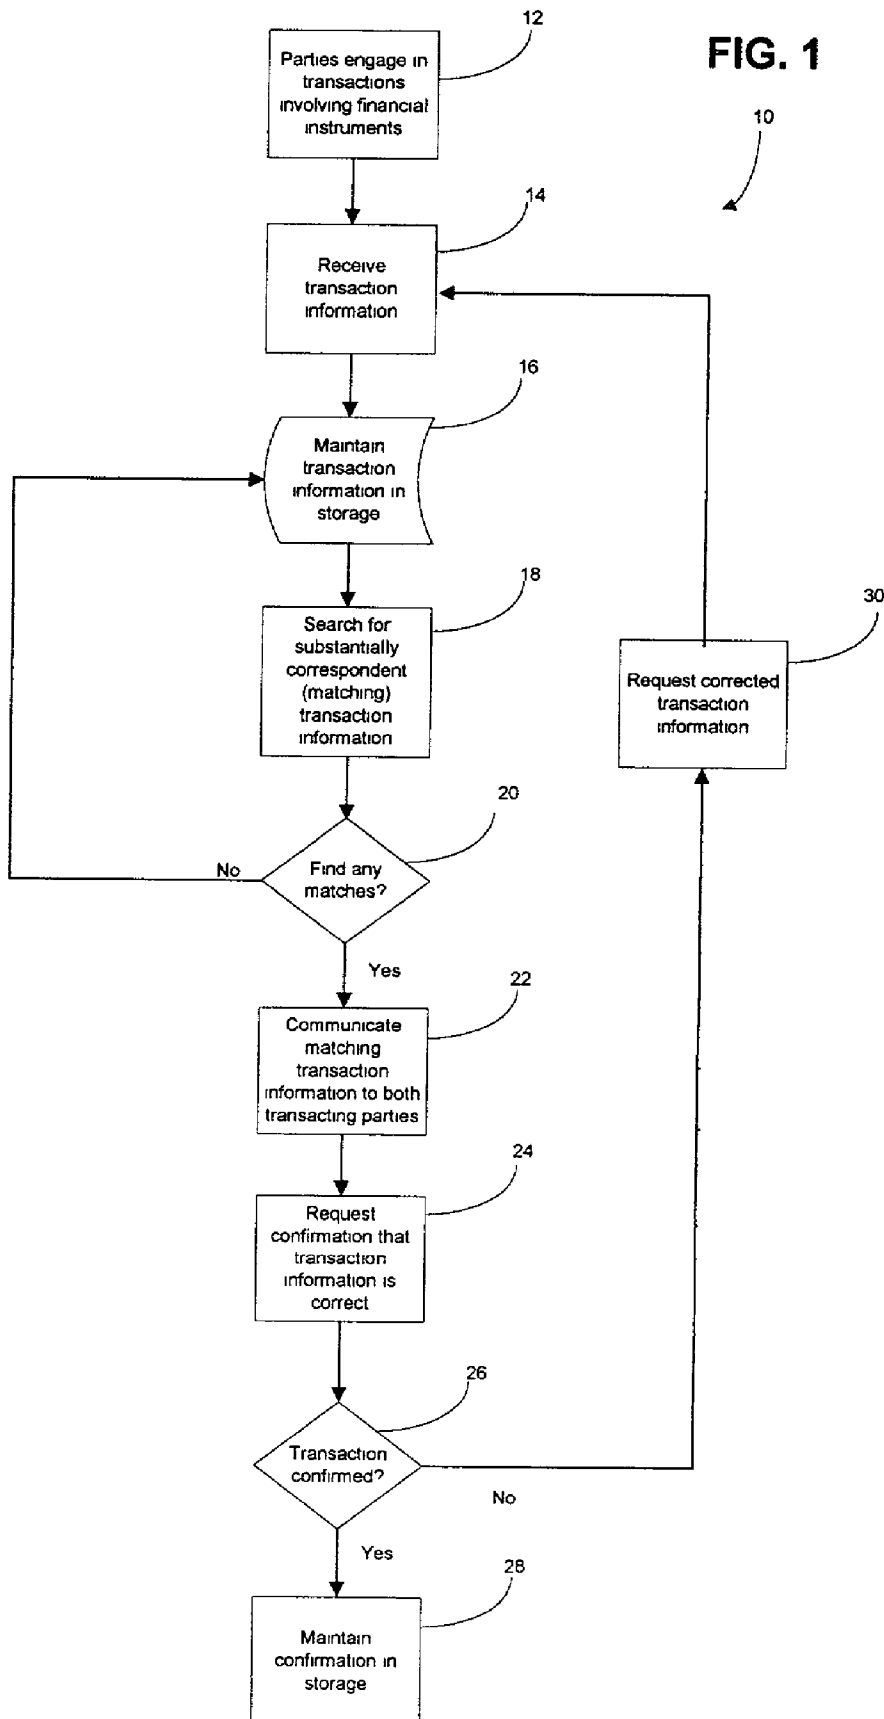 12
FIG. 1
Parties engage in
transactions
involving financial
instruments
10
14
Receive
transaction
information
16
Maintain
transaction
information in
storage
18
Search for
substantially
correspondent
(matching)
transaction
information
30
Request corrected
transaction
information
20
Find any
matches?
No
Yes
22
Communicate
matching
transaction
information to both
transacting parties
24
Request
confirmation that
transaction
information is
correct
26
Transaction
confirmed?
No
Yes
28
Maintain
confirmation in
storage